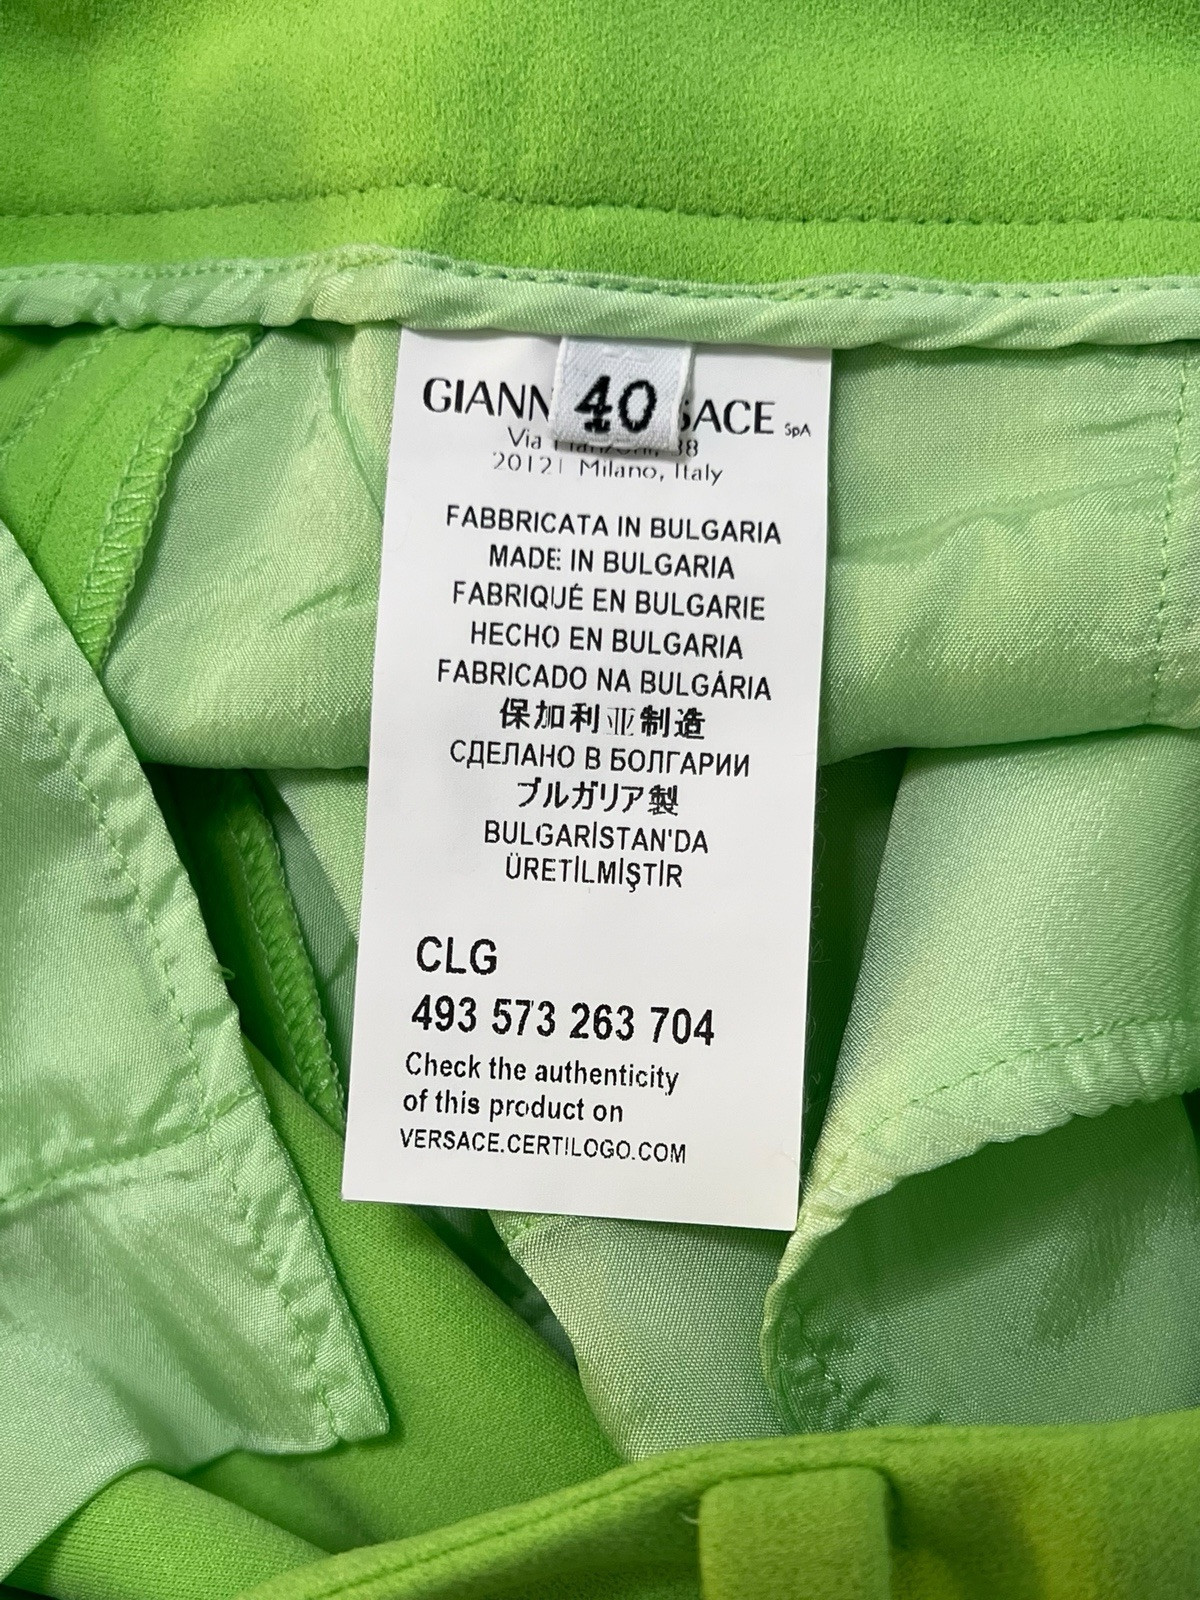 GIANN SACE SpA
40
Via 38
20121 Milano, Italy
FABBRICATA IN BULGARIA
MADE IN BULGARIA
FABRIQUÉ EN BULGARIE
HECHO EN BULGARIA
FABRICADO NA BULGÁRIA
保加利亚制造
СДЕЛАНО В БОЛГАРИИ
ブルガリア製
BULGARİSTAN'DA
ÜRETİLMİŞTİR
CLG
493 573 263 704
Check the authenticity
of this product on
VERSACE.CERTILOGO.COM